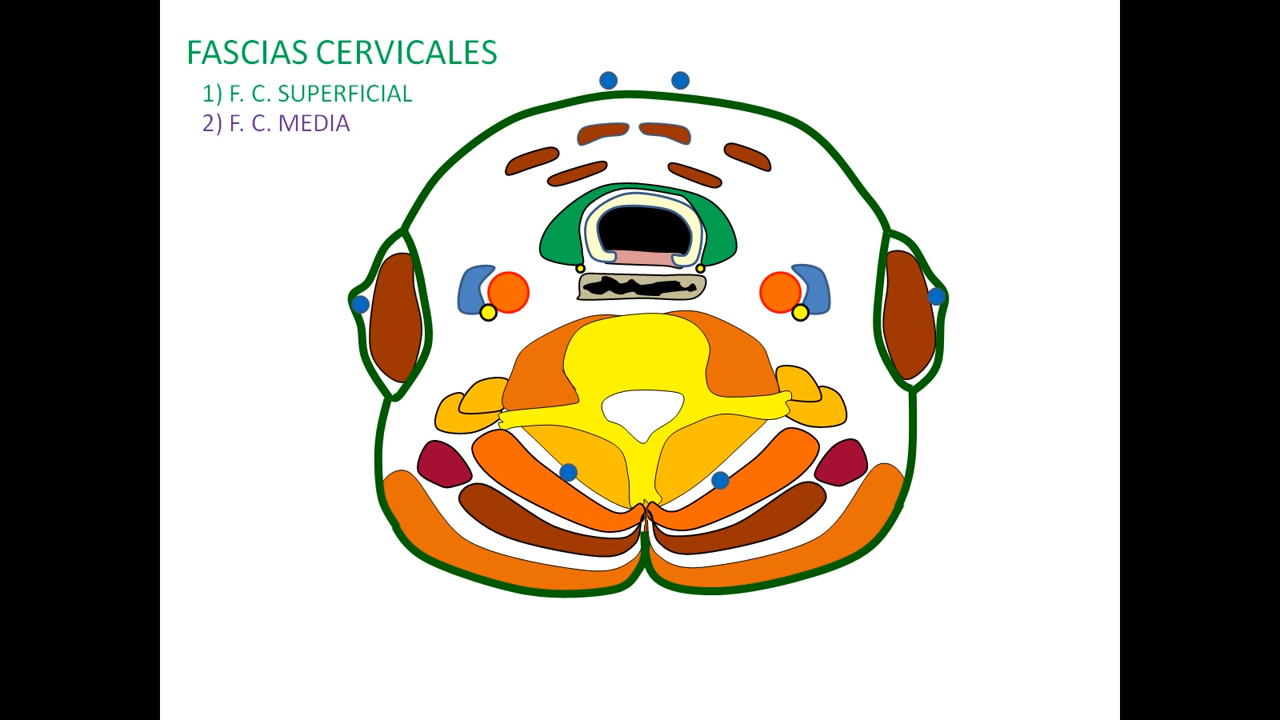 FASCIAS CERVICALES
1) F. C. SUPERFICIAL
2) F. C. MEDIA